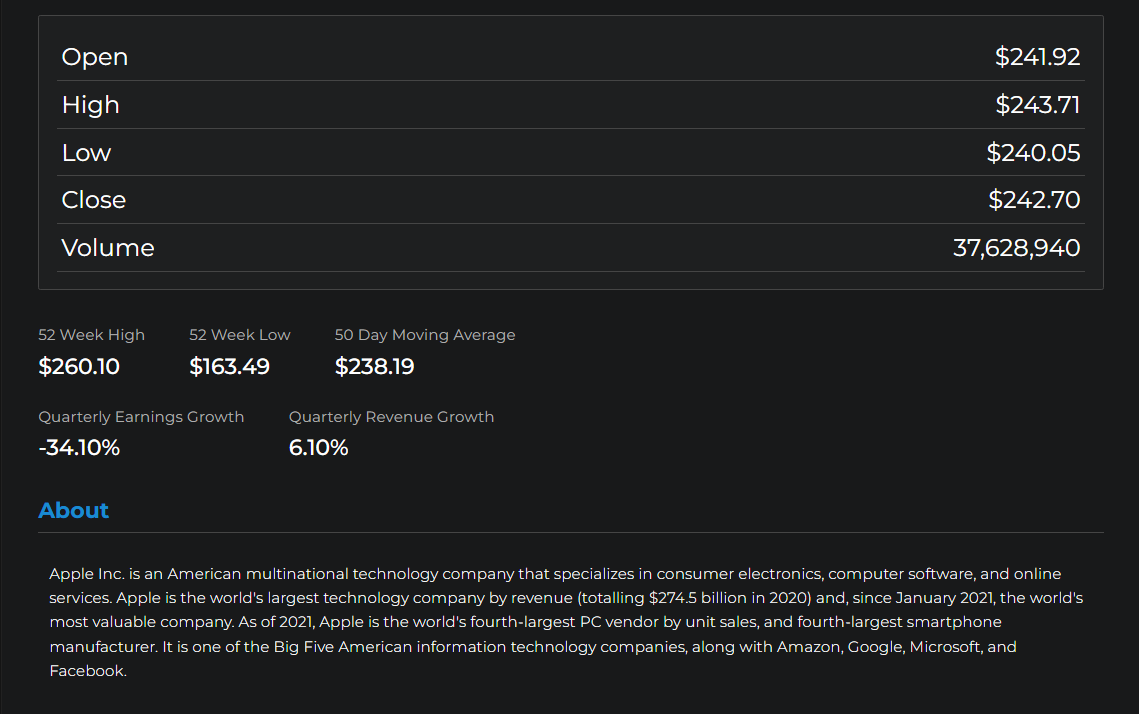 Open $241.92
High $243.71
Low $240.05
Close $242.70
Volume 37,628,940
52 Week High 52 Week Low 50 Day Moving Average
$260.10 $163.49 $238.19
Quarterly Earnings Growth Quarterly Revenue Growth
-34.10% 6.10%
About
Apple Inc. is an American multinational technology company that specializes in consumer electronics, computer software, and online
services. Apple is the world's largest technology company by revenue (totalling $274.5 billion in 2020) and, since January 2021, the world's
most valuable company. As of 2021, Apple is the world's fourth-largest PC vendor by unit sales, and fourth-largest smartphone
manufacturer. It is one of the Big Five American information technology companies, along with Amazon, Google, Microsoft, and
Facebook.